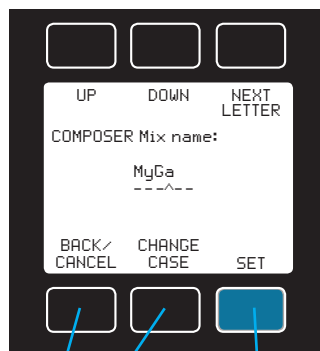 UP DOWN NEXT
LETTER
COMPOSER Mix name:
MyGa
---^--
BACK/ CHANGE
CANCEL CASE SET